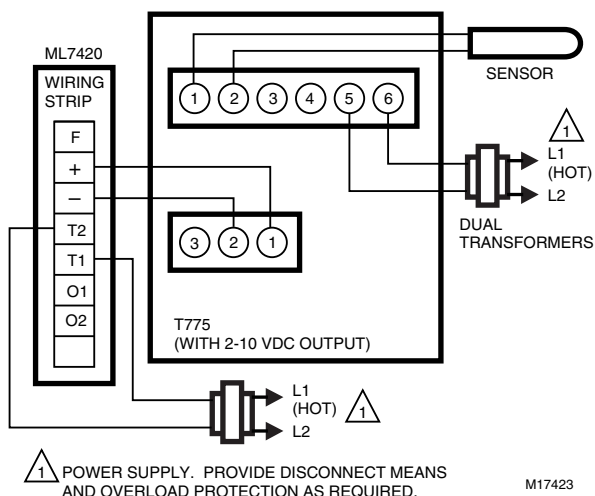 ML7420
WIRING
STRIP
F
+
–
T2
T1
O1
O2
1 2 3 4 5 6
SENSOR
1
L1
(HOT)
L2
DUAL
TRANSFORMERS
3 2 1
T775
(WITH 2-10 VDC OUTPUT)
L1
(HOT)
L2
1
1 POWER SUPPLY. PROVIDE DISCONNECT MEANS
AND OVERLOAD PROTECTION AS REQUIRED.
M17423